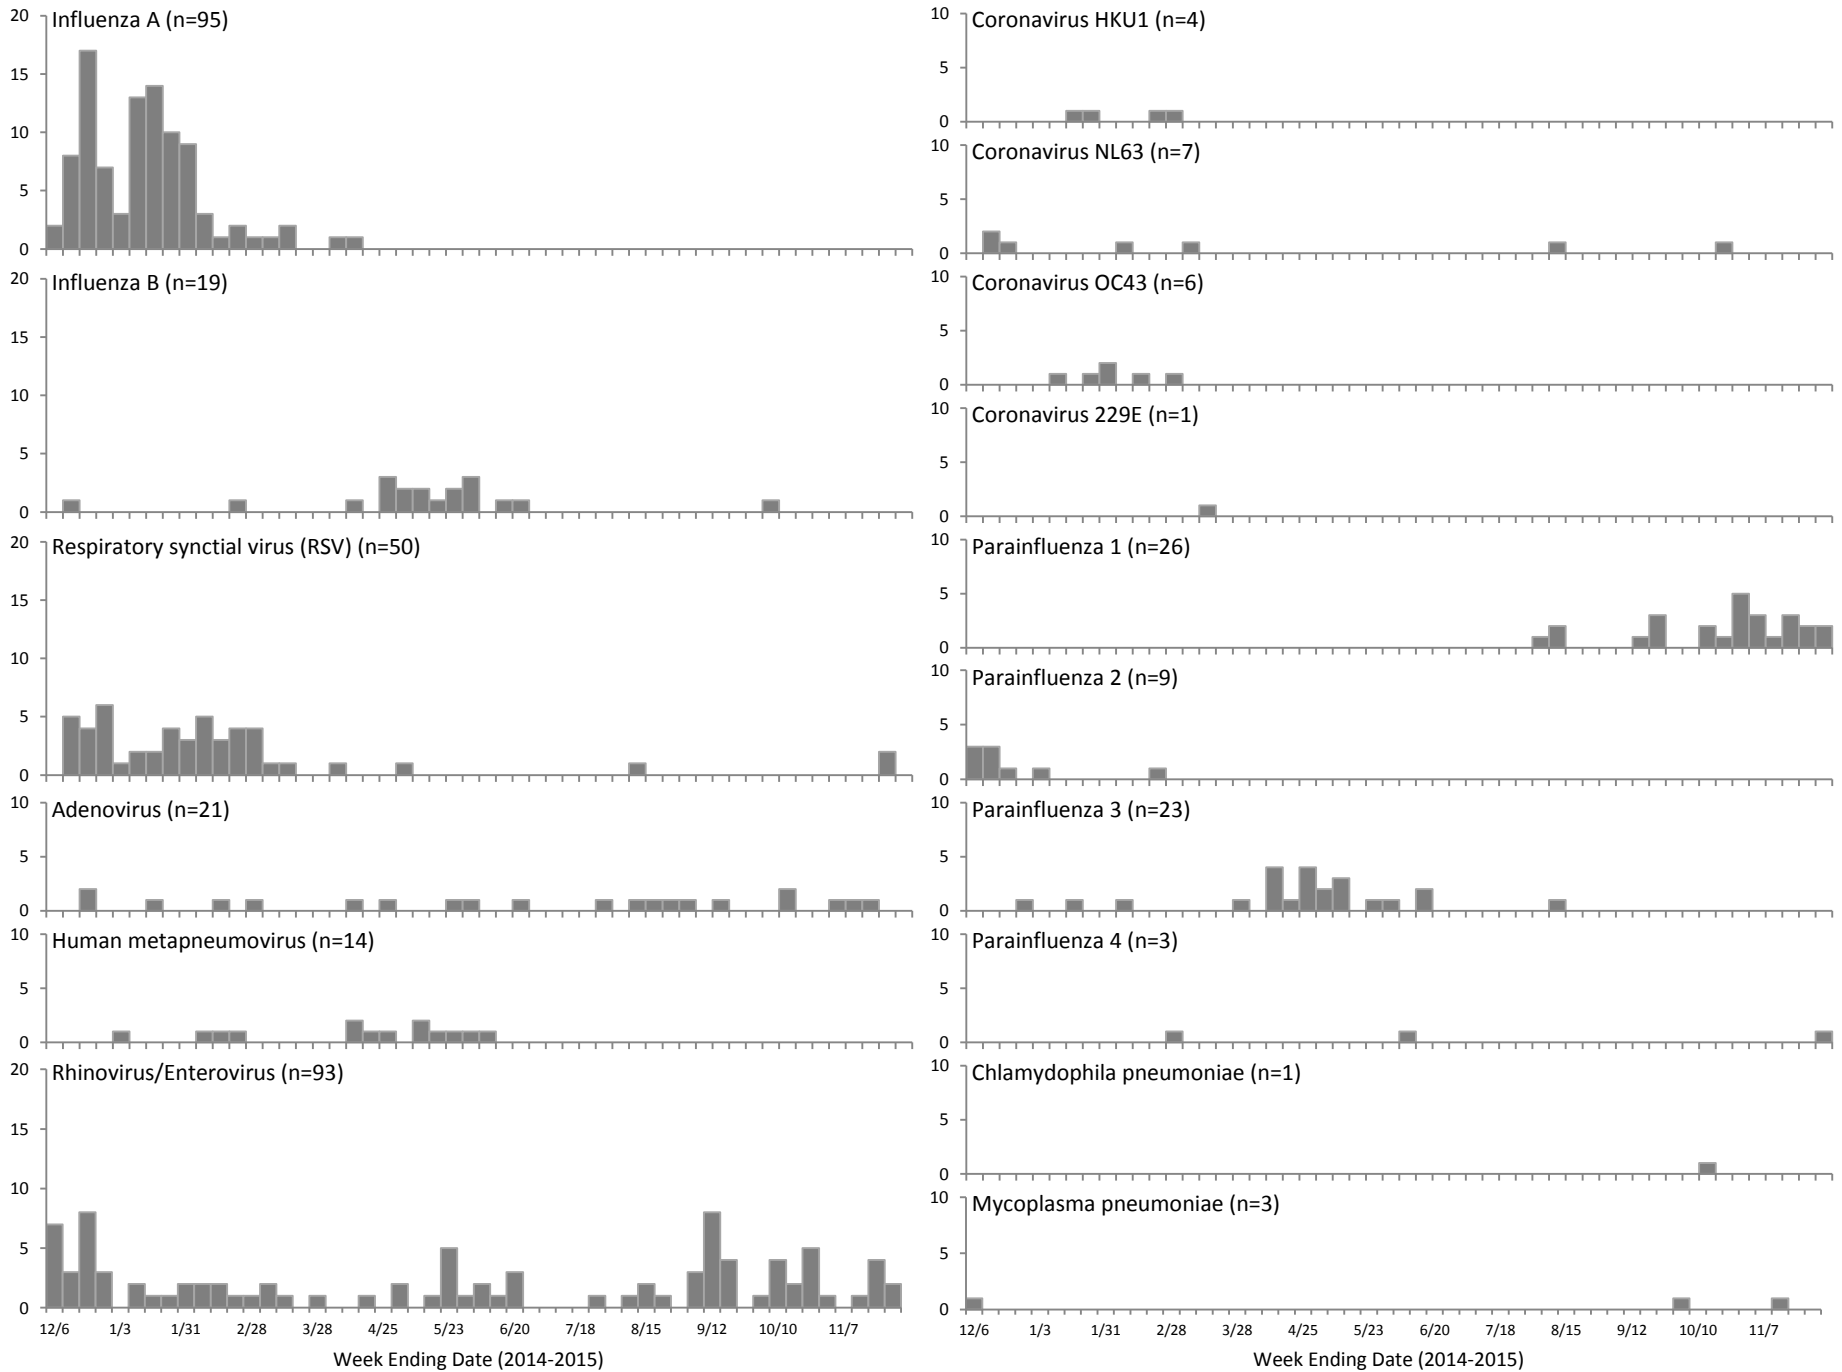 Influenza A (n=95)
20
15
10
5
0
Influenza B (n=19)
20
15
10
5
0
Respiratory synctial virus (RSV) (n=50)
20
15
10
5
0
Adenovirus (n=21)
10
5
0
Human metapneumovirus (n=14)
10
5
0
Rhinovirus/Enterovirus (n=93)
20
15
10
5
0
12/6 1/3 1/31 2/28 3/28 4/25 5/23 6/20 7/18 8/15 9/12 10/10 11/7
Week Ending Date (2014-2015)
Coronavirus HKU1 (n=4)
10
5
0
Coronavirus NL63 (n=7)
10
5
0
Coronavirus OC43 (n=6)
10
5
0
Coronavirus 229E (n=1)
10
5
0
Parainfluenza 1 (n=26)
10
5
0
Parainfluenza 2 (n=9)
10
5
0
Parainfluenza 3 (n=23)
10
5
0
Parainfluenza 4 (n=3)
10
5
0
Chlamydophila pneumoniae (n=1)
10
5
0
Mycoplasma pneumoniae (n=3)
10
5
0
12/6 1/3 1/31 2/28 3/28 4/25 5/23 6/20 7/18 8/15 9/12 10/10 11/7
Week Ending Date (2014-2015)